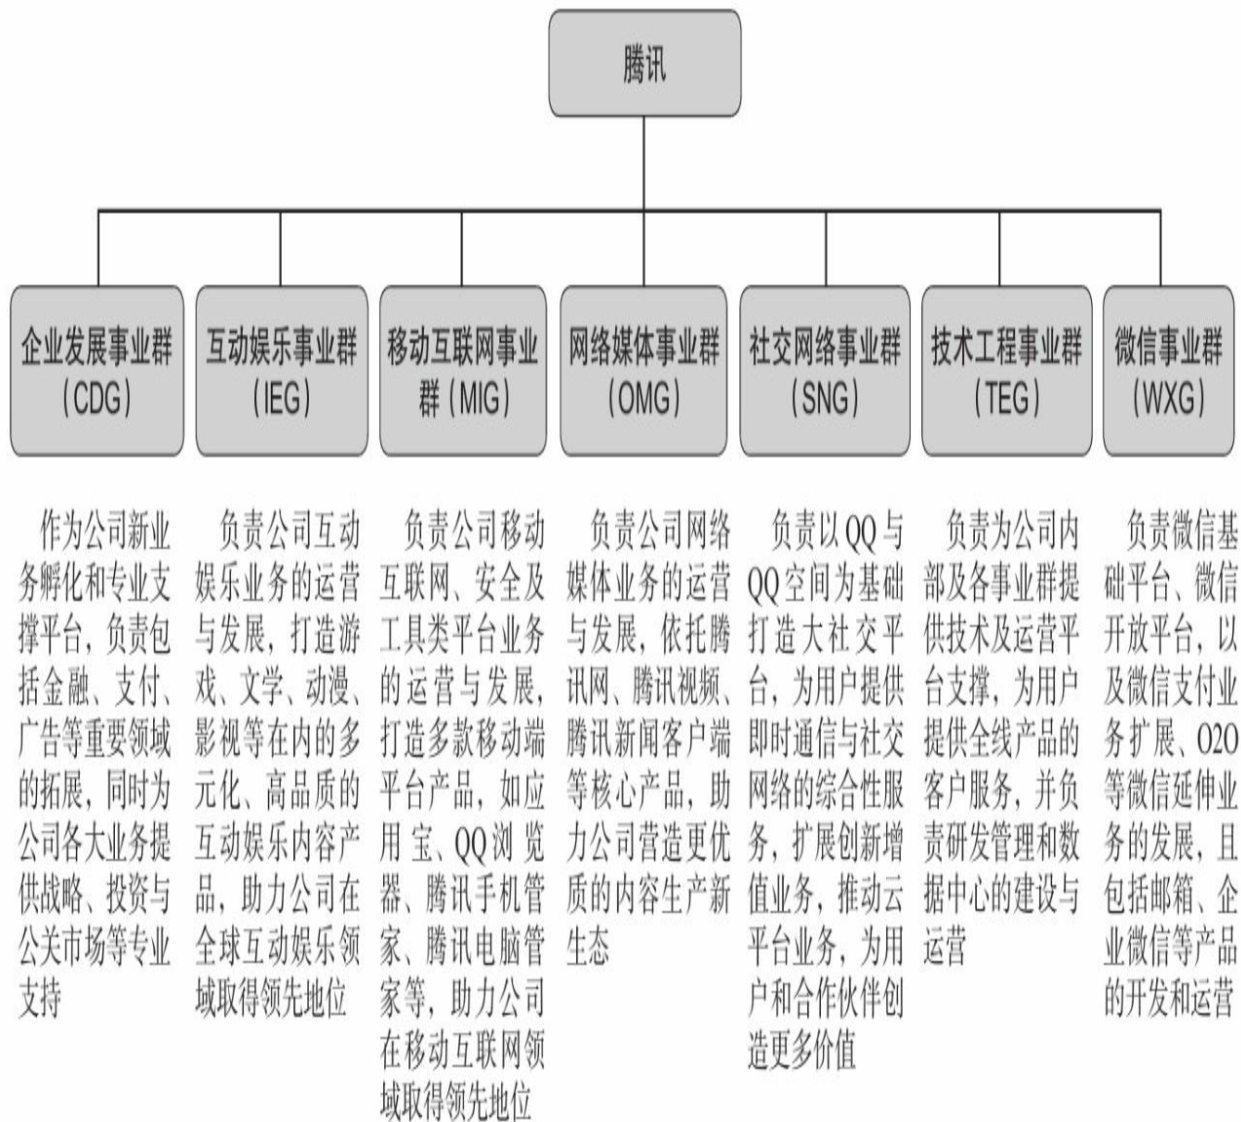 腾讯
企业发展事业群
(CDG)
互动娱乐事业群
(IEG)
移动互联网事业
群(MIG)
网络媒体事业群
(OMG)
社交网络事业群
(SNG)
技术工程事业群
(TEG)
微信事业群
(WXG)
作为公司新业
务孵化和专业支
撑平台，负责包
括金融、支付、
广告等重要领域
的拓展，同时为
公司各大业务提
供战略、投资与
公关市场等专业
支持
负责公司互动
娱乐业务的运营
与发展，打造游
戏、文学、动漫、
影视等在内的多
元化、高品质的
互动娱乐内容产
品，助力公司在
全球互动娱乐领
域取得领先地位
负责公司移动
互联网、安全及
工具类平台业务
的运营与发展，
打造多款移动端
平台产品，如应
用宝、QQ浏览
器、腾讯手机管
家、腾讯电脑管
家等，助力公司
在移动互联网领
域取得领先地位
负责公司网络
媒体业务的运营
与发展，依托腾
讯网、腾讯视频、
腾讯新闻客户端
等核心产品，助
力公司营造更优
质的内容生产新
生态
负责以QQ与
QQ空间为基础
打造大社交平
台，为用户提供
即时通信与社交
网络的综合性服
务，扩展创新增
值业务，推动云
平台业务，为用
户和合作伙伴创
造更多价值
负责为公司内
部及各事业群提
供技术及运营平
台支撑，为用户
提供全线产品的
客户服务，并负
责研发管理和数
据中心的建设与
运营
负责微信基
础平台、微信
开放平台，以
及微信支付业
务扩展、O2O
等微信延伸业
务的发展，且
包括邮箱、企
业微信等产品
的开发和运营